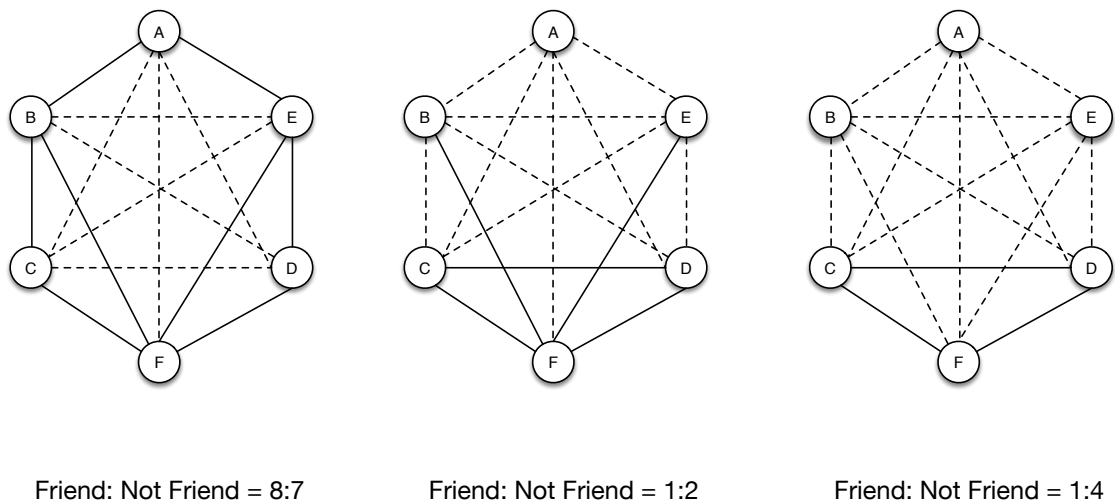 A
B
E
C
D
F
A
B
E
C
D
F
A
B
E
C
D
F
Friend: Not Friend = 8:7
Friend: Not Friend = 1:2
Friend: Not Friend = 1:4